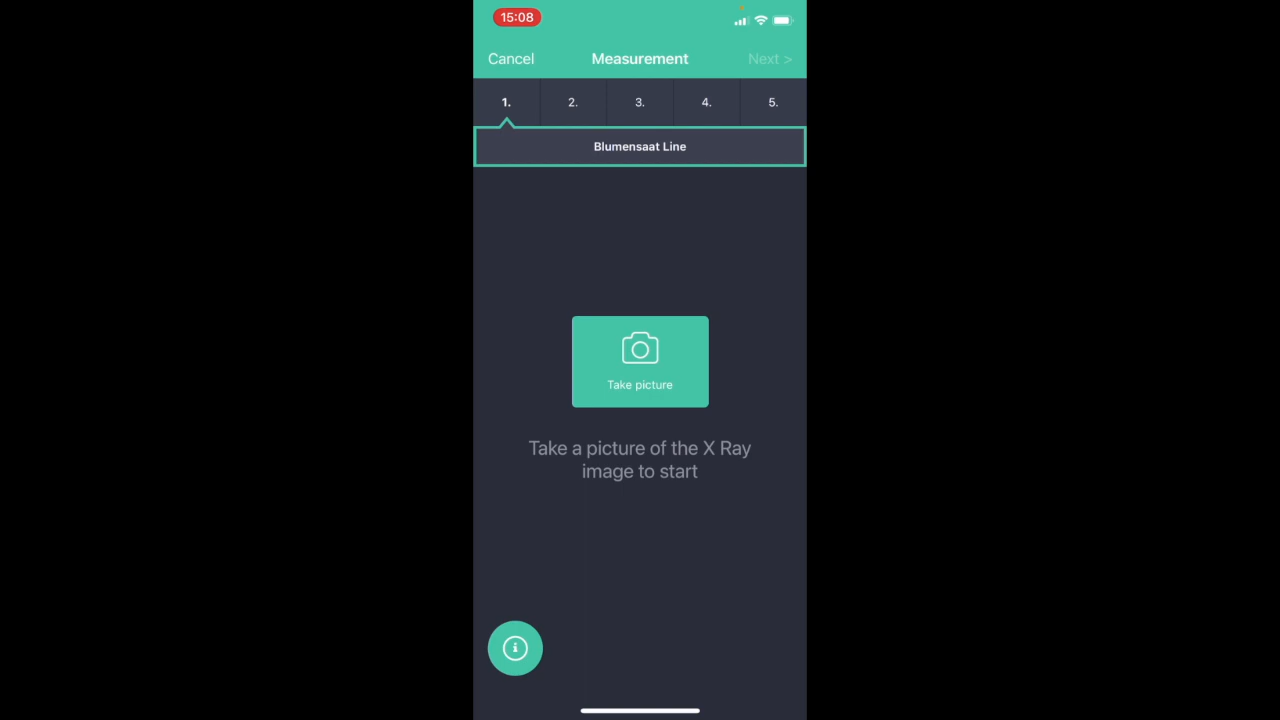 15:08
Cancel Measurement Next >
1. 2. 3. 4. 5.
Blumensaat Line
Take picture
Take a picture of the X Ray
image to start